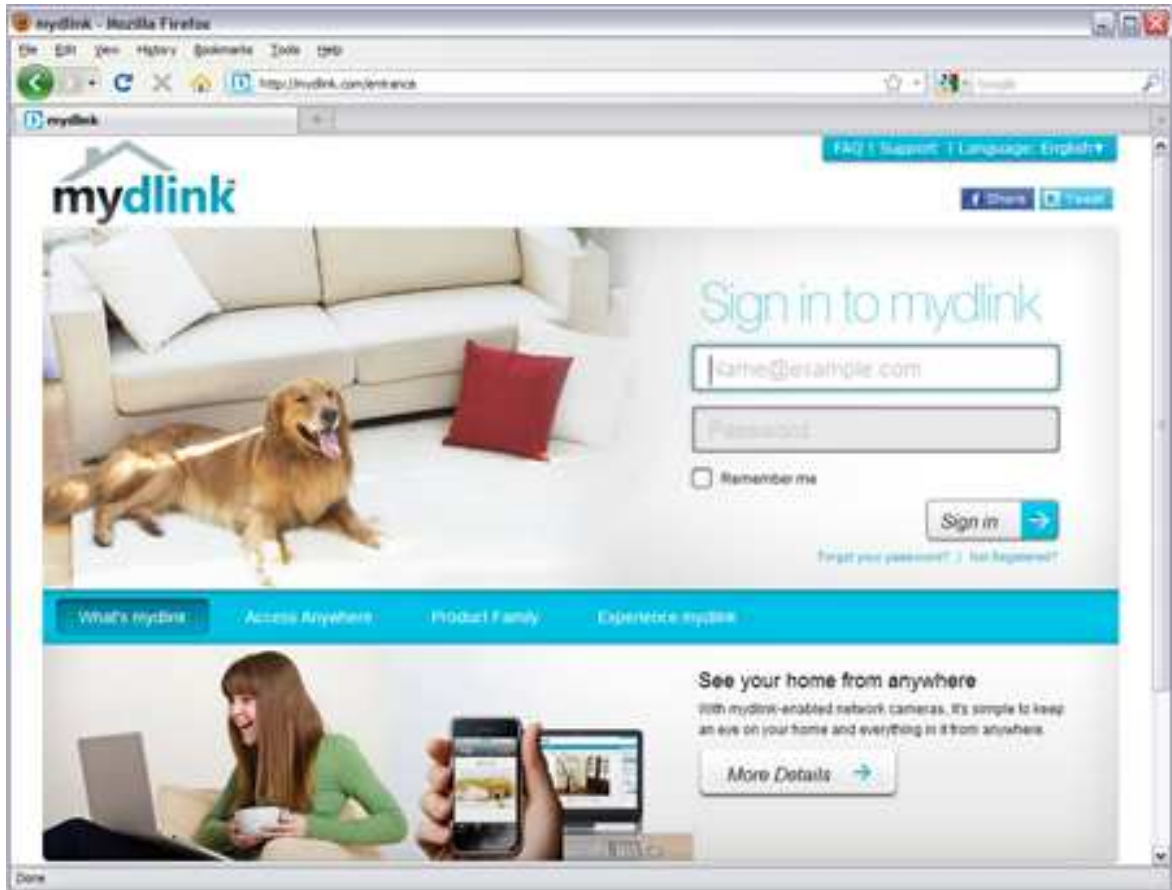 mydlink - Mozilla Firefox
File Edit View History Bookmarks Tools Help
http://mydlink.com/entrance
Google
mydlink
FAQ | Support | Language: English
mydlink
Share Tweet
Sign in to mydlink
Name@example.com
Password
Remember me
Sign in
Forgot your password? | Not Registered?
What's mydlink Access Anywhere Product Family Experience mydlink
See your home from anywhere
With mydlink-enabled network cameras, it's simple to keep
an eye on your home and everything in it from anywhere.
More Details
Done